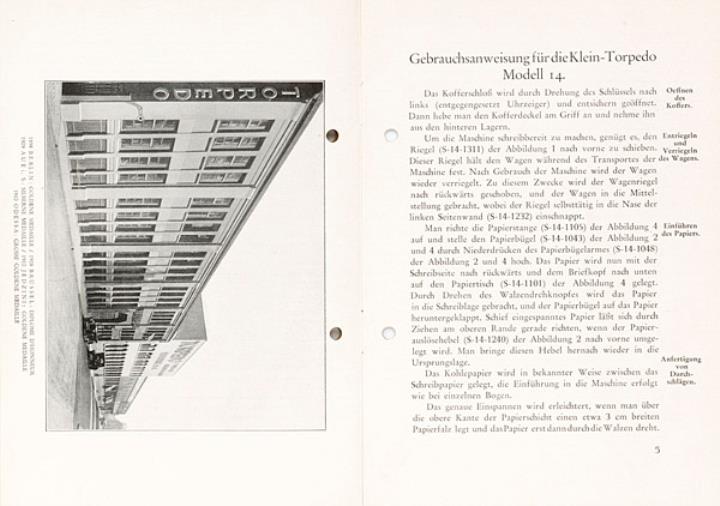 TORPEDO
1908 BERLIN: GOLDENE MEDAILLE / 1908 BRÜSSEL: DIPLOME D'HONNEUR
SILBERNE MEDAILLE / GOLDENE MEDAILLE
ODESSA: GROSSE GOLDENE MEDAILLE
Gebrauchsanweisung für die Klein-Torpedo
Modell 14.
Das Kofferschloß wird durch Drehung des Schlüssels nach
links (entgegengesetzt Uhrzeiger) und entsichern geöffnet.
Dann hebe man den Kofferdeckel am Griff an und nehme ihn
aus den hinteren Lagern.
Oeffnen
des
Koffers.
Um die Maschine schreibbereit zu machen, genügt es, den
Riegel (S-14-1311) der Abbildung 1 nach vorne zu schieben.
Dieser Riegel hält den Wagen während des Transportes der
Maschine fest. Nach Gebrauch der Maschine wird der Wagen
wieder verriegelt. Zu diesem Zwecke wird der Wagenriegel
nach rückwärts geschoben, und der Wagen in die Mittel-
stellung gebracht, wobei der Riegel selbsttätig in die Nase der
linken Seitenwand (S-14-1232) einschnappt.
Entriegeln
und
Verriegeln
des Wagens.
Man richte die Papierstange (S-14-1105) der Abbildung 4
auf und stelle den Papierbügel (S-14-1043) der Abbildung 2
und 4 durch Niederdrücken des Papierbügelarmes (S-14-1048)
der Abbildung 2 und 4 hoch. Das Papier wird nun mit der
Schreibseite nach rückwärts und dem Briefkopf nach unten
auf den Papiertisch (S-14-1101) der Abbildung 4 gelegt.
Durch Drehen des Walzendrehknopfes wird das Papier
in die Schreiblage gebracht, und der Papierbügel auf das Papier
heruntergeklappt. Schief eingespanntes Papier läßt sich durch
Ziehen am oberen Rande gerade richten, wenn der Papier-
auslösehebel (S-14-1240) der Abbildung 2 nach vorne umge-
legt wird. Man bringe diesen Hebel hernach wieder in die
Ursprungslage.
Einführen
des Papiers.
Das Kohlepapier wird in bekannter Weise zwischen das
Schreibpapier gelegt, die Einführung in die Maschine erfolgt
wie bei einzelnen Bogen.
Anfertigung
von
Durch-
schlägen.
Das genaue Einspannen wird erleichtert, wenn man über
die obere Kante der Papierschicht einen etwa 3 cm breiten
Papierfalz legt und das Papier erst dann durch die Walzen dreht.
5